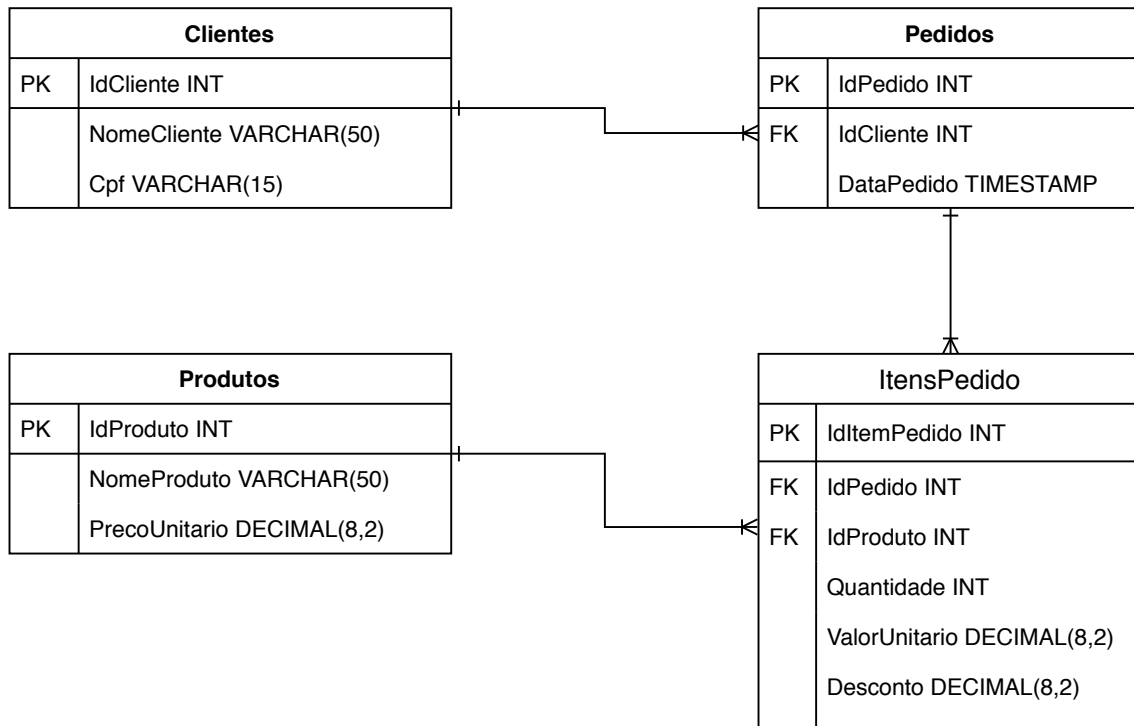 Clientes
PK IdCliente INT
NomeCliente VARCHAR(50)
Cpf VARCHAR(15)
Pedidos
PK IdPedido INT
FK IdCliente INT
DataPedido TIMESTAMP
Produtos
PK IdProduto INT
NomeProduto VARCHAR(50)
PrecoUnitario DECIMAL(8,2)
ItensPedido
PK IdItemPedido INT
FK IdPedido INT
FK IdProduto INT
Quantidade INT
ValorUnitario DECIMAL(8,2)
Desconto DECIMAL(8,2)